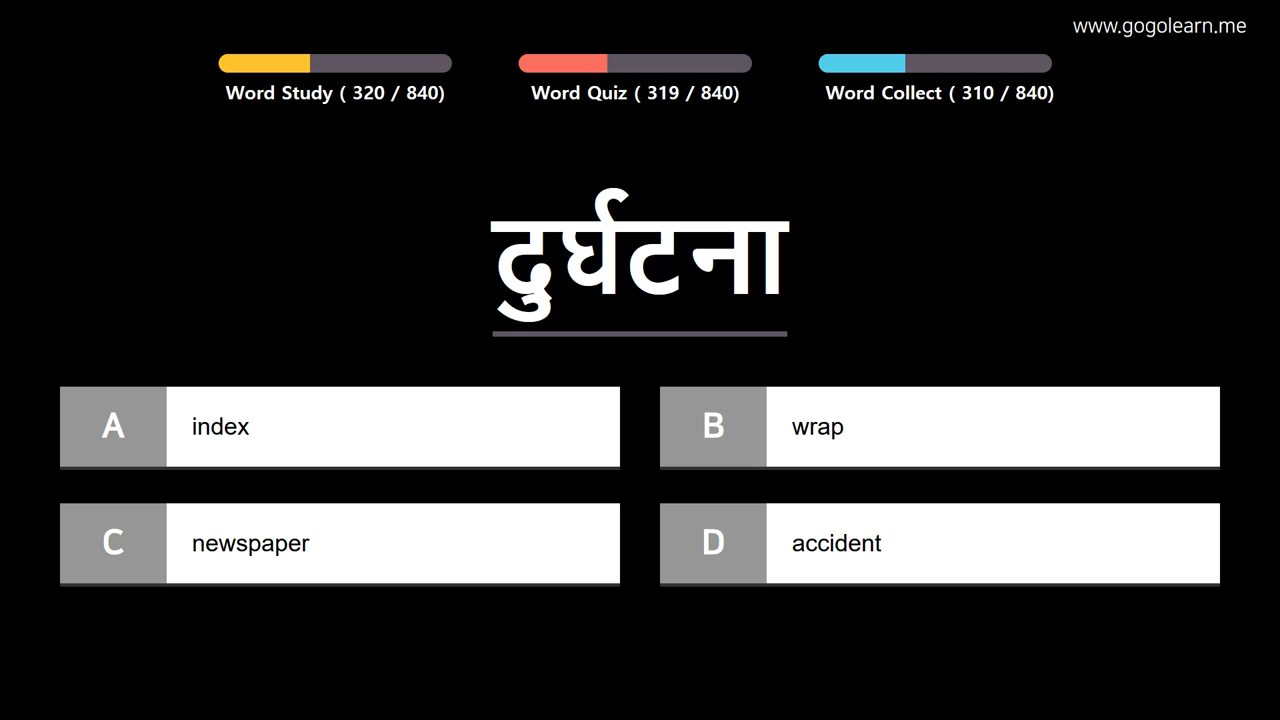 www.gogolearn.me
Word Study ( 320 / 840)
Word Quiz ( 319 / 840)
Word Collect ( 310 / 840)
दुर्घटना
A index
B wrap
C newspaper
D accident